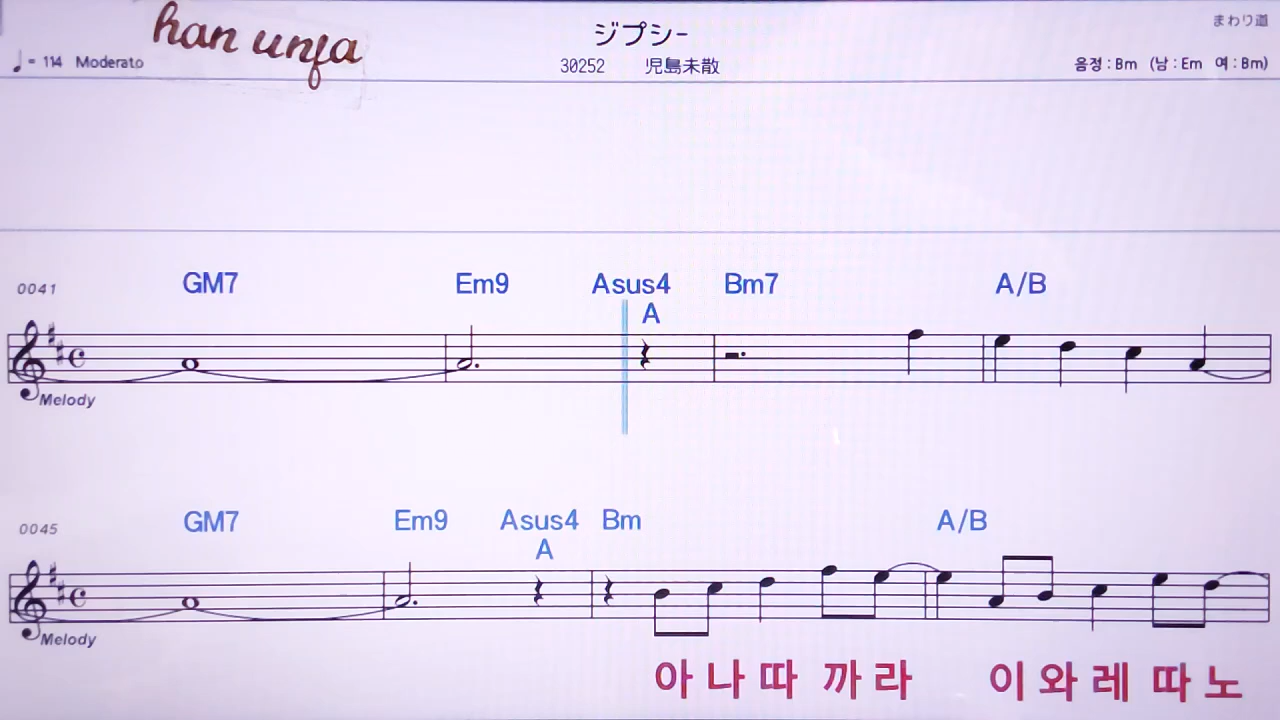 han unfa
ジプシー
まわり道
♩= 114 Moderato
30252 児島未散
음정 : Bm (남 : Em 여 : Bm)
0041 GM7 Em9 Asus4 Bm7 A/B
A
Melody
0045 GM7 Em9 Asus4 Bm A/B
A
Melody
아 나 따 까 라 이 와 레 따 노